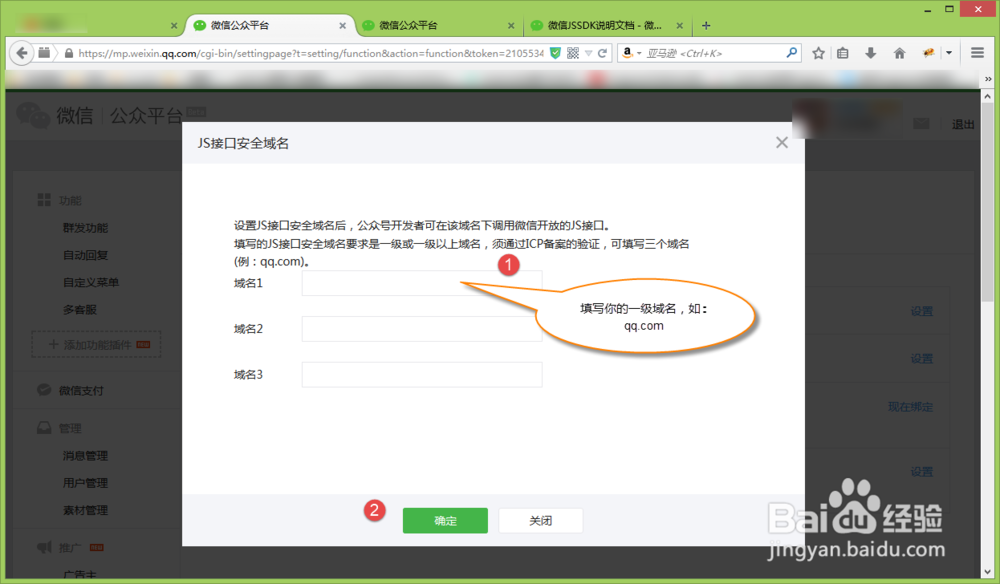 微信公众平台
微信公众平台
微信JSSDK说明文档 - 微...
https://mp.weixin.qq.com/cgi-bin/settingpage?t=setting/function&action=function&token=2105534
亚马逊 <Ctrl+K>
微信 | 公众平台
退出
JS接口安全域名
设置JS接口安全域名后，公众号开发者可在该域名下调用微信开放的JS接口。
填写的JS接口安全域名要求是一级或一级以上域名，须通过ICP备案的验证，可填写三个域名
(例：qq.com)。
1
域名1
填写你的一级域名，如：
qq.com
域名2
域名3
2
确定
关闭
功能
群发功能
自动回复
自定义菜单
多客服
+ 添加功能插件
微信支付
管理
消息管理
用户管理
素材管理
推广
广告主
设置
设置
现在绑定
设置
Baidu 经验
jingyan.baidu.com